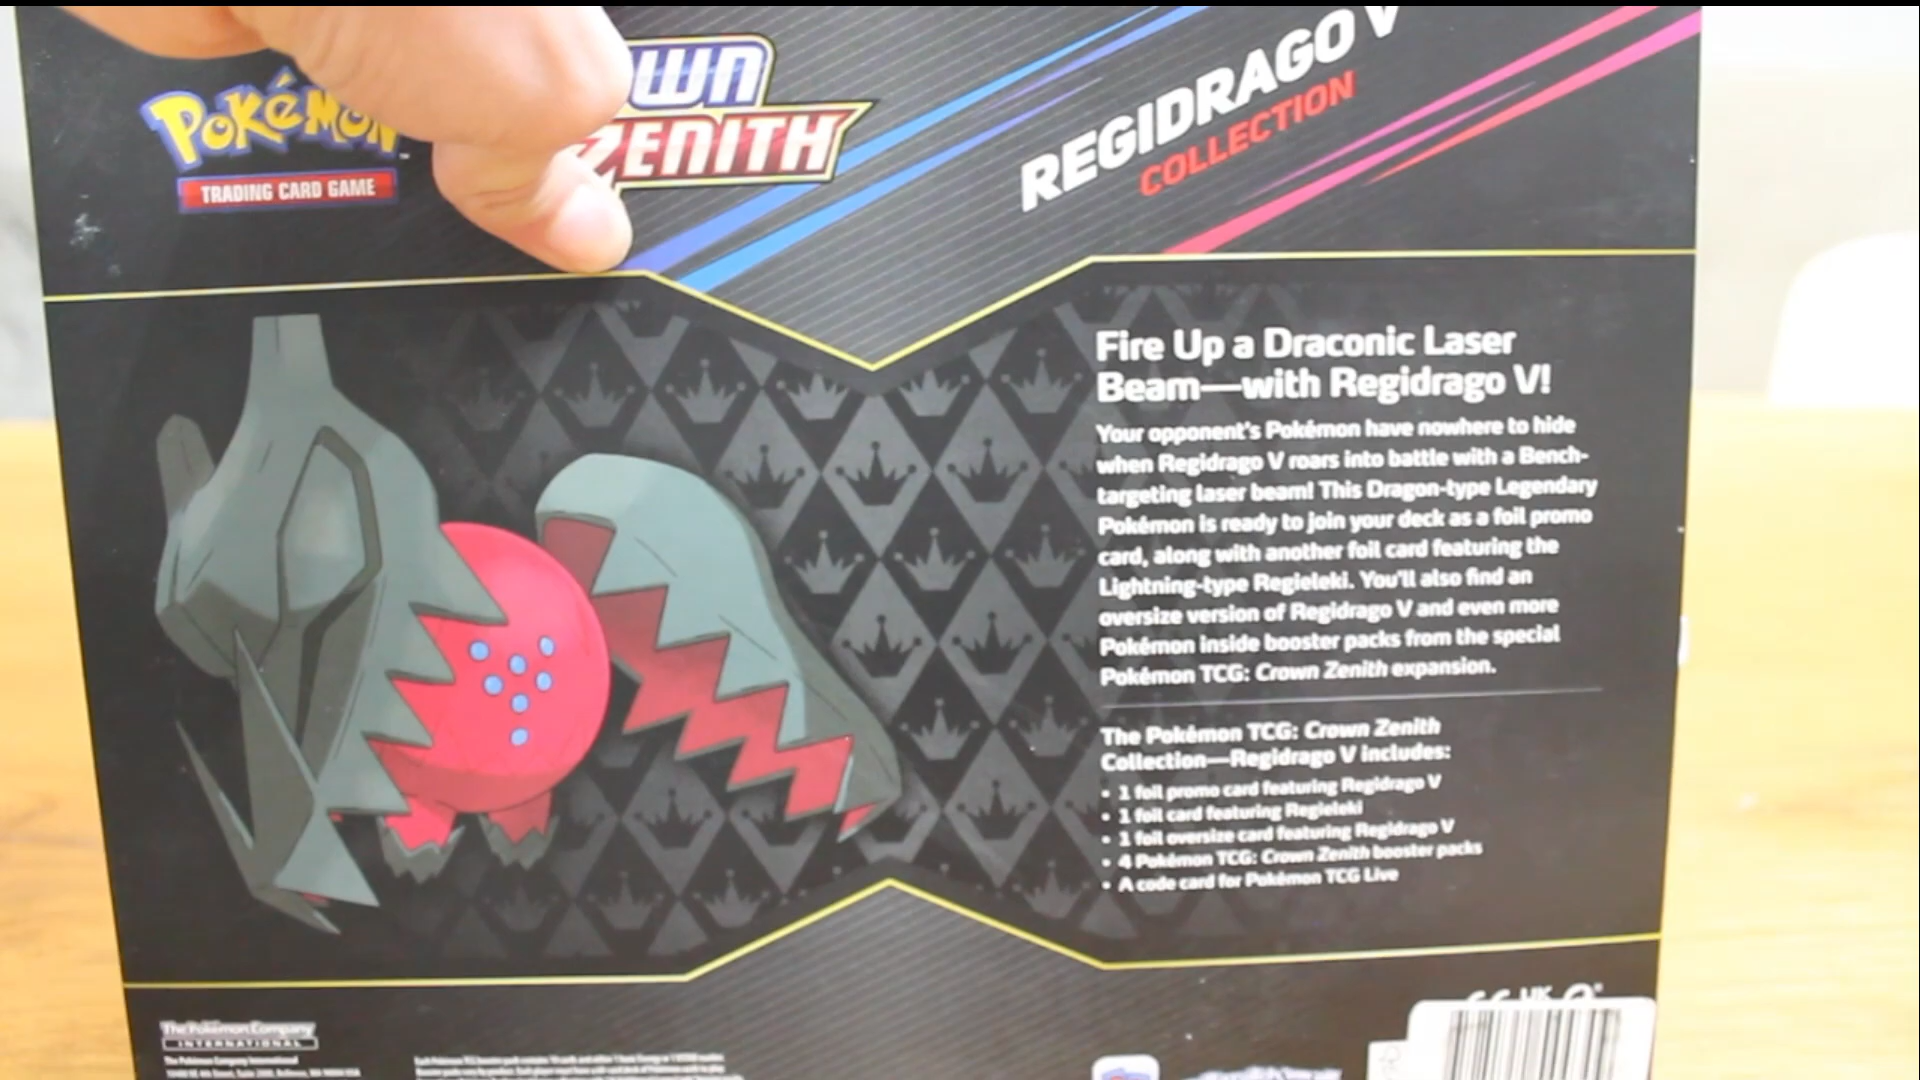 Pokémon
TRADING CARD GAME
OWN
ZENITH
REGIDRAGO V
COLLECTION
Fire Up a Draconic Laser
Beam—with Regidrago V!
Your opponent's Pokémon have nowhere to hide
when Regidrago V roars into battle with a Bench-
targeting laser beam! This Dragon-type Legendary
Pokémon is ready to join your deck as a foil promo
card, along with another foil card featuring the
Lightning-type Regieleki. You'll also find an
oversize version of Regidrago V and even more
Pokémon inside booster packs from the special
Pokémon TCG: Crown Zenith expansion.
The Pokémon TCG: Crown Zenith
Collection—Regidrago V includes:
• 1 foil promo card featuring Regidrago V
• 1 foil card featuring Regieleki
• 1 foil oversize card featuring Regidrago V
• 4 Pokémon TCG: Crown Zenith booster packs
• A code card for Pokémon TCG Live
The Pokémon Company
INTERNATIONAL
The Pokémon Company International
UK